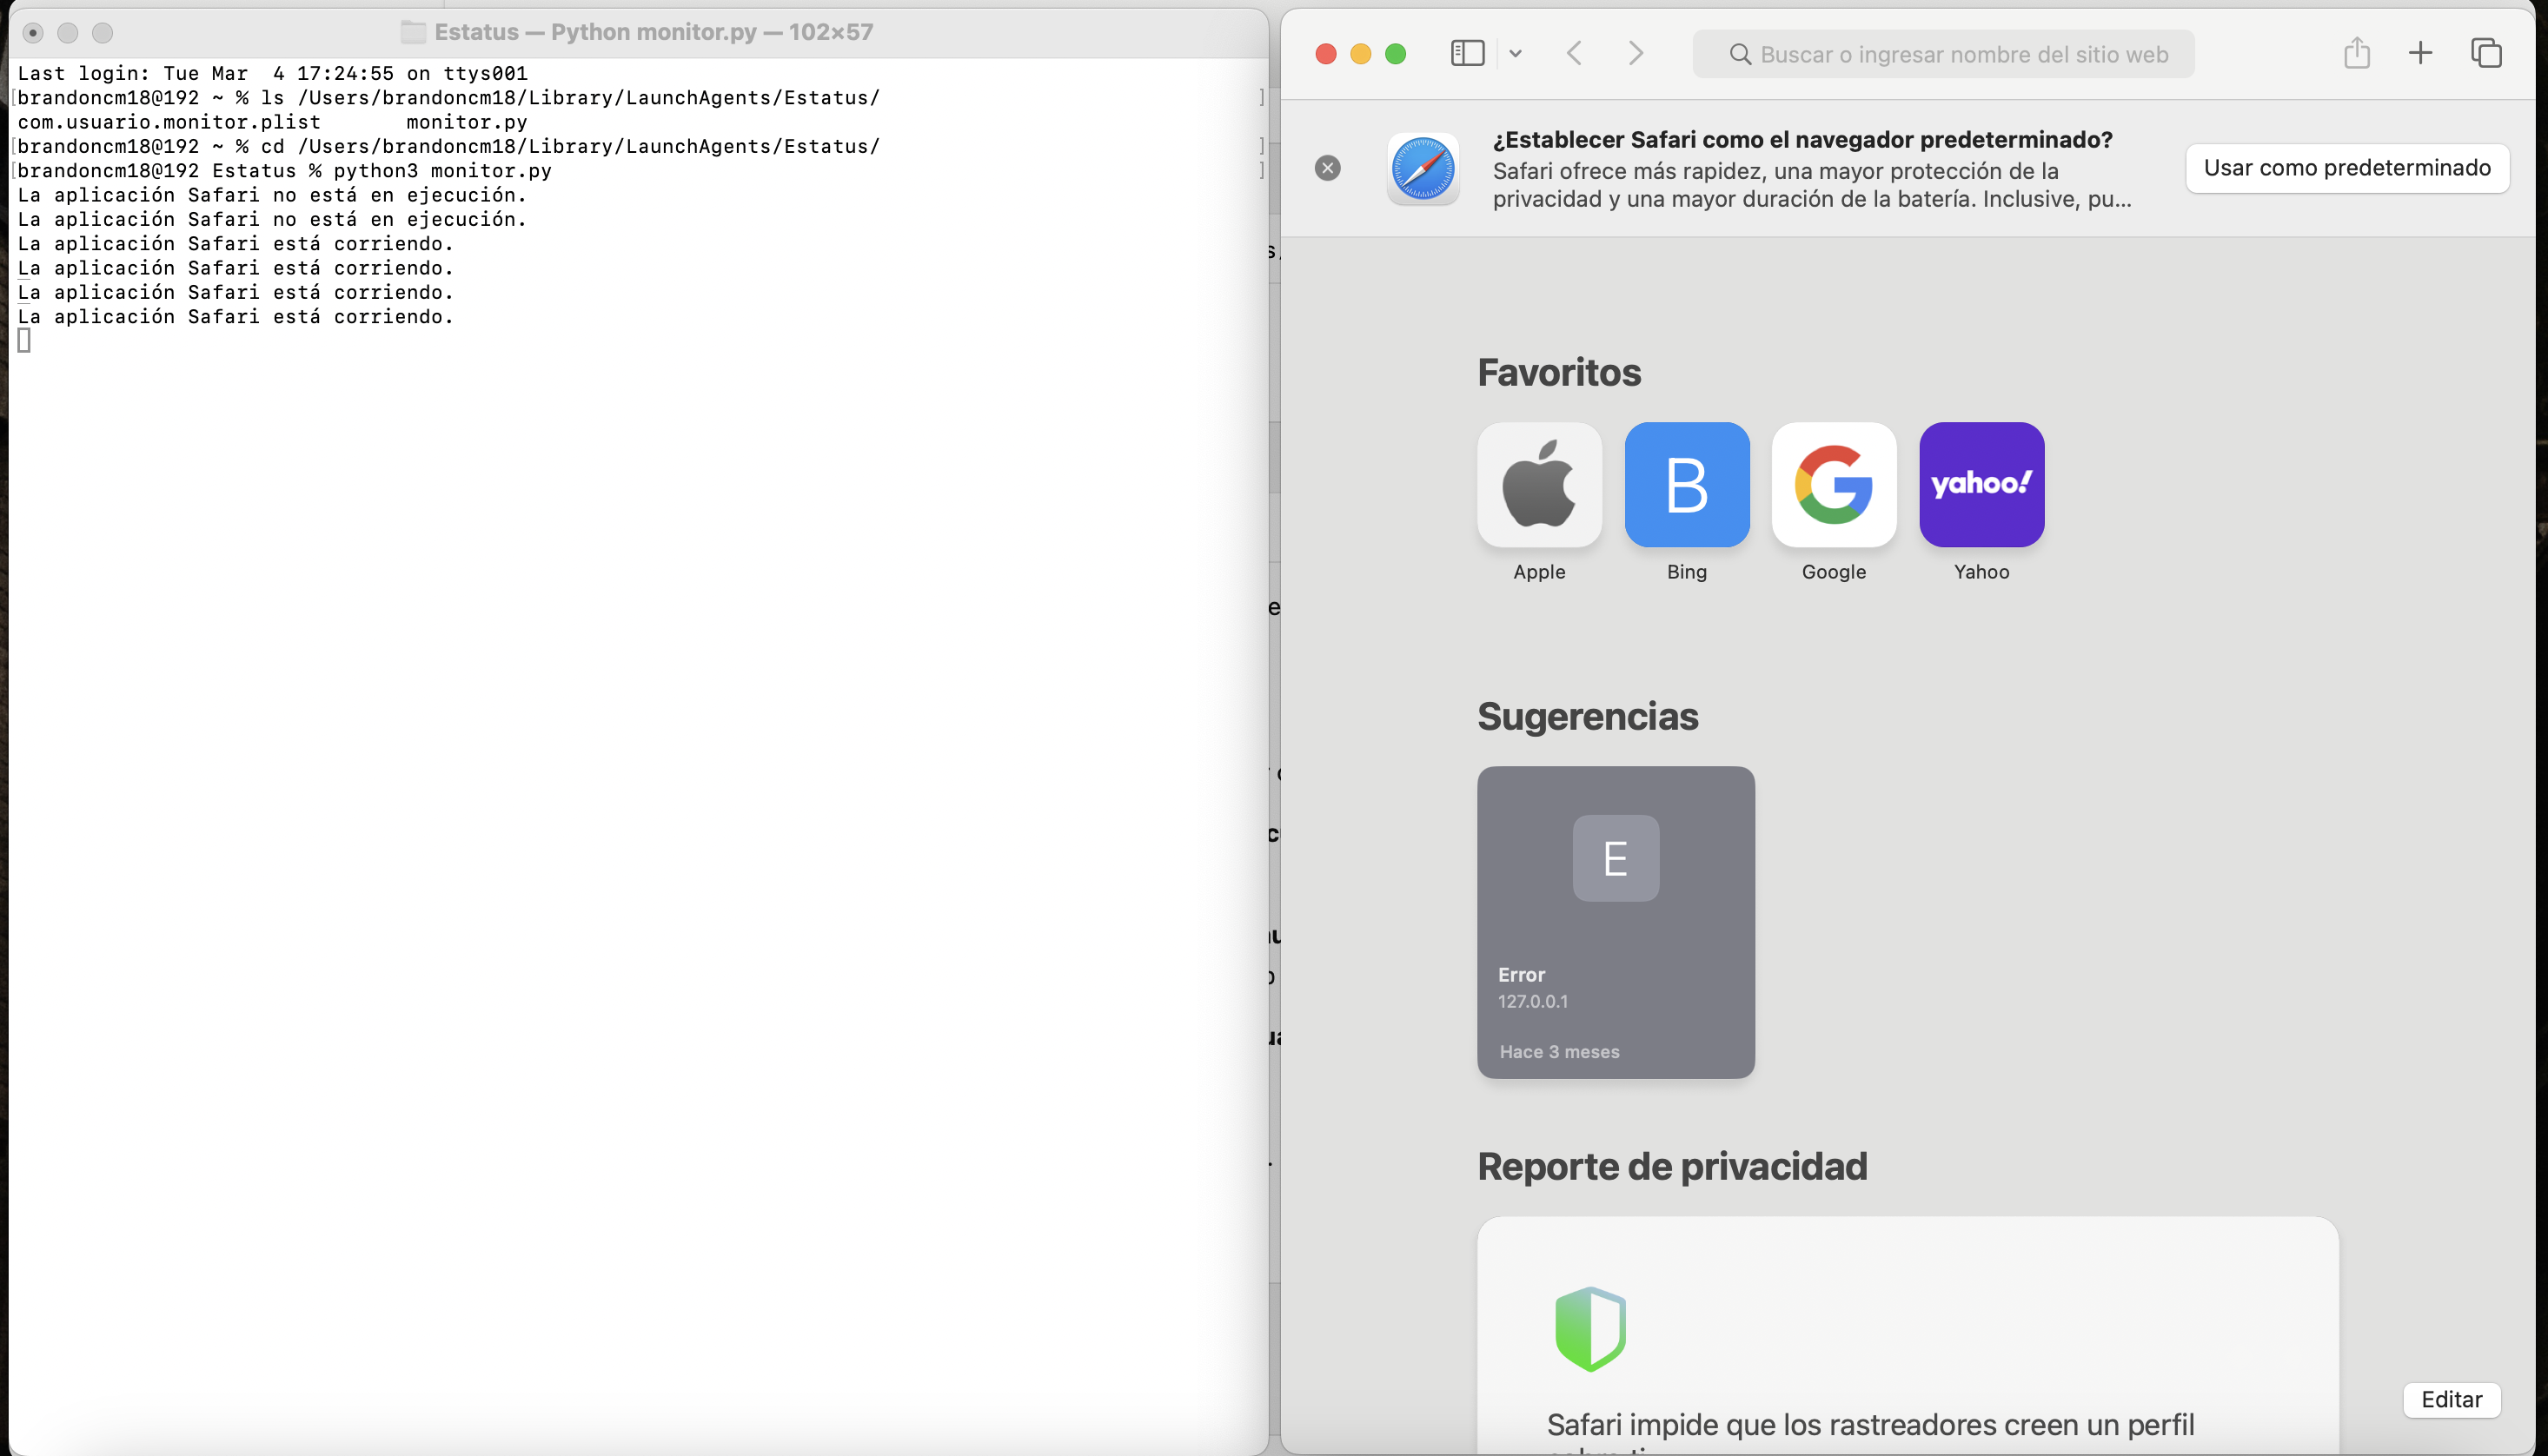 Estatus — Python monitor.py — 102×57
Last login: Tue Mar  4 17:24:55 on ttys001
[brandoncm18@192 ~ % ls /Users/brandoncm18/Library/LaunchAgents/Estatus/ ]
com.usuario.monitor.plist       monitor.py
[brandoncm18@192 ~ % cd /Users/brandoncm18/Library/LaunchAgents/Estatus/ ]
[brandoncm18@192 Estatus % python3 monitor.py ]
La aplicación Safari no está en ejecución.
La aplicación Safari no está en ejecución.
La aplicación Safari está corriendo.
La aplicación Safari está corriendo.
La aplicación Safari está corriendo.
La aplicación Safari está corriendo.
Buscar o ingresar nombre del sitio web
¿Establecer Safari como el navegador predeterminado?
Safari ofrece más rapidez, una mayor protección de la
privacidad y una mayor duración de la batería. Inclusive, pu...
Usar como predeterminado
Favoritos
B
yahoo!
Apple
Bing
Google
Yahoo
Sugerencias
E
Error
127.0.0.1
Hace 3 meses
Reporte de privacidad
Safari impide que los rastreadores creen un perfil
Editar